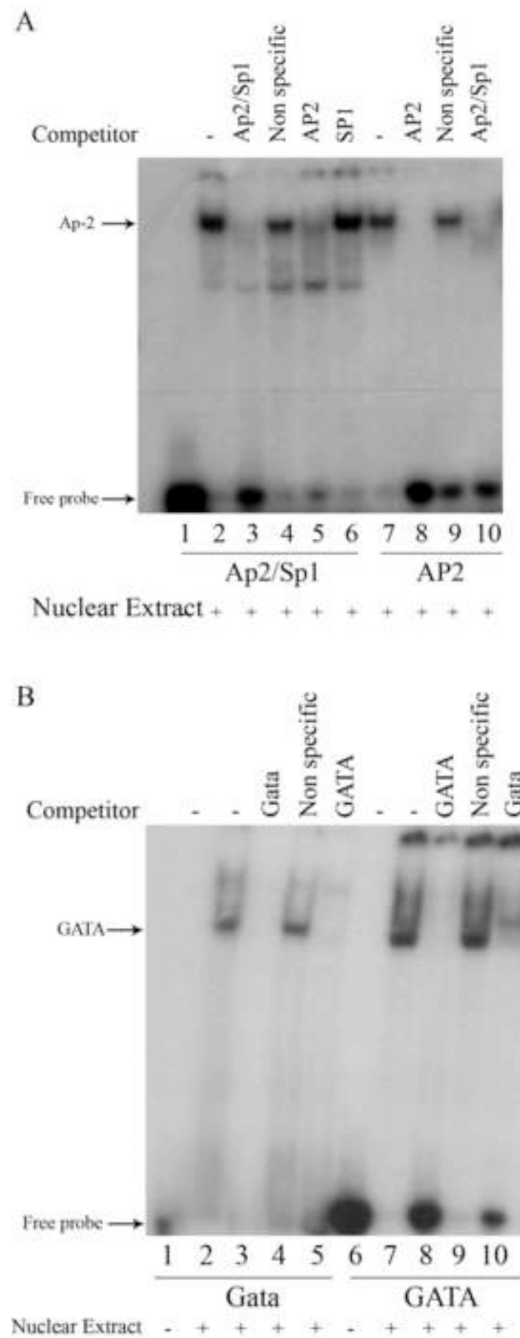 A
Competitor - Ap2/Sp1 Non specific AP2 SP1 - AP2 Non specific Ap2/Sp1
Ap-2
Free probe
1 2 3 4 5 6 7 8 9 10
Ap2/Sp1 AP2
Nuclear Extract - + + + + + + + + +
B
Competitor - - Gata Non specific GATA - - GATA Non specific Gata
GATA
Free probe
1 2 3 4 5 6 7 8 9 10
Gata GATA
Nuclear Extract - + + + + - + + + +